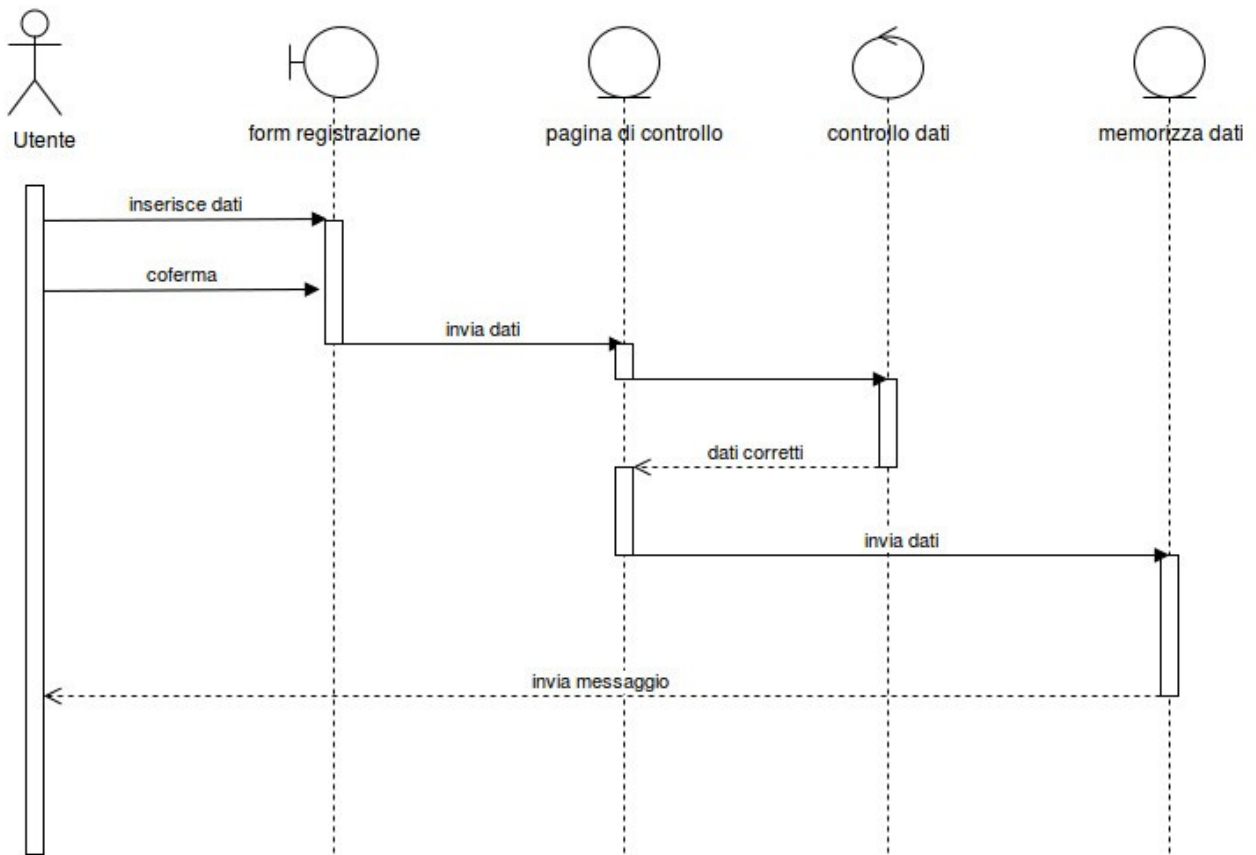 Utente
form registrazione
pagina di controllo
controllo dati
memorizza dati
inserisce dati
coferma
invia dati
dati corretti
invia dati
invia messaggio